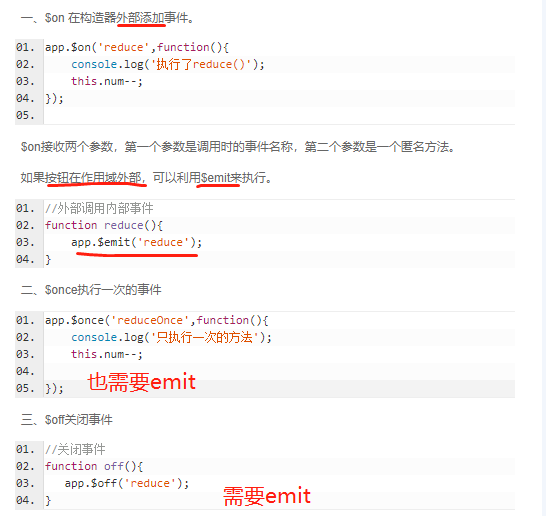 一、$on 在构造器外部添加事件。
01. app.$on('reduce',function(){
02. console.log('执行了reduce()');
03. this.num--;
04. });
05.
$on接收两个参数，第一个参数是调用时的事件名称，第二个参数是一个匿名方法。
如果按钮在作用域外部，可以利用$emit来执行。
01. //外部调用内部事件
02. function reduce(){
03. app.$emit('reduce');
04. }
二、$once执行一次的事件
01. app.$once('reduceOnce',function(){
02. console.log('只执行一次的方法');
03. this.num--;
04.
05. });
也需要emit
三、$off关闭事件
01. //关闭事件
02. function off(){
03. app.$off('reduce');
04. }
需要emit